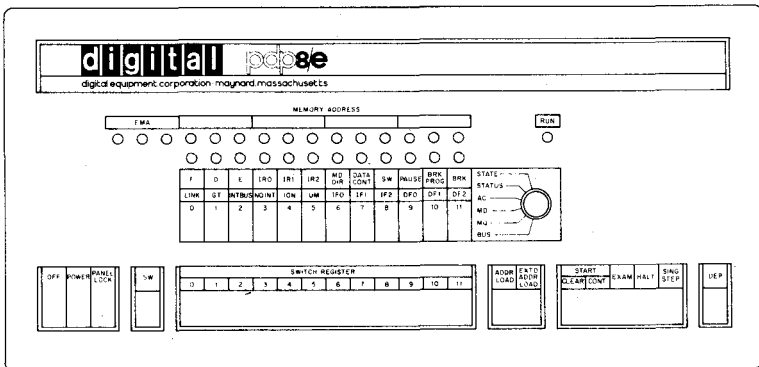 digital pdp8/e
digital equipment corporation · maynard, massachusetts
MEMORY ADDRESS
EMA
RUN
F D E IR0 IR1 IR2 MD DIR DATA CONT SW PAUSE BRK PROG BRK
LINK GT INTBUS NOINT ION UM IF0 IF1 IF2 DF0 DF1 DF2
0 1 2 3 4 5 6 7 8 9 10 11
STATE
STATUS
AC
MD
MQ
BUS
OFF POWER PANEL LOCK
SW
SWITCH REGISTER
0 1 2 3 4 5 6 7 8 9 10 11
ADDR LOAD
EXTD ADDR LOAD
START
CLEAR CONT
EXAM
HALT
SING STEP
DEP